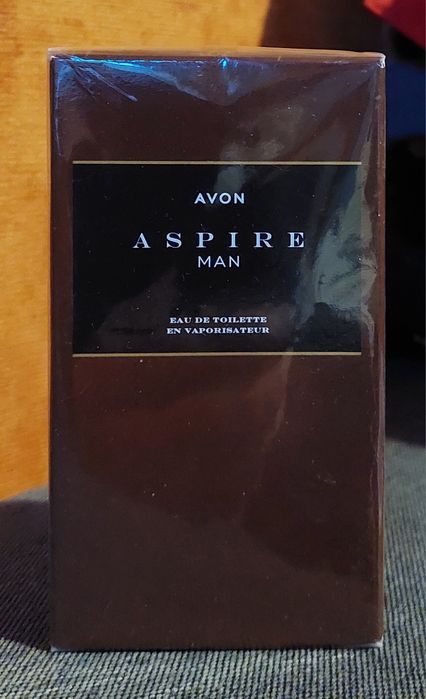 AVON
ASPIRE
MAN
EAU DE TOILETTE
EN VAPORISATEUR